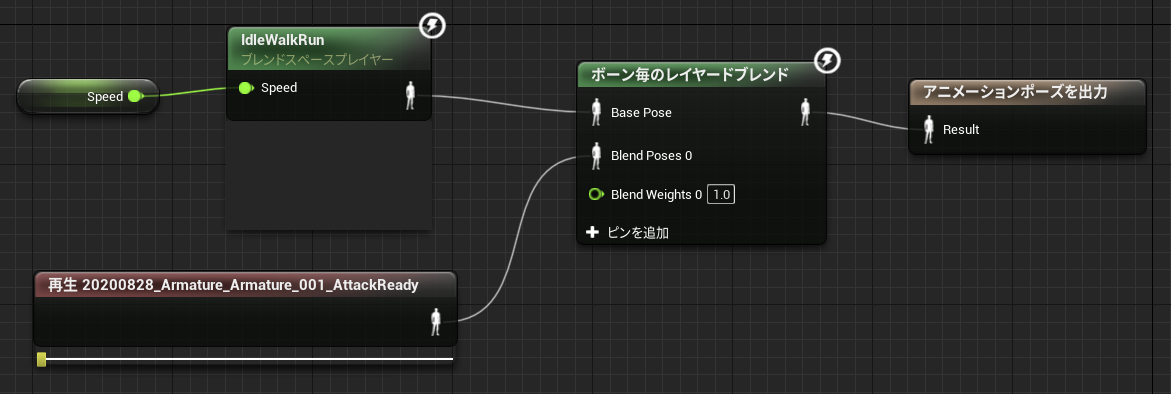 Speed
IdleWalkRun
ブレンドスペースプレイヤー
Speed
再生 20200828_Armature_Armature_001_AttackReady
ボーン毎のレイヤードブレンド
Base Pose
Blend Poses 0
Blend Weights 0 1.0
ピンを追加
アニメーションポーズを出力
Result